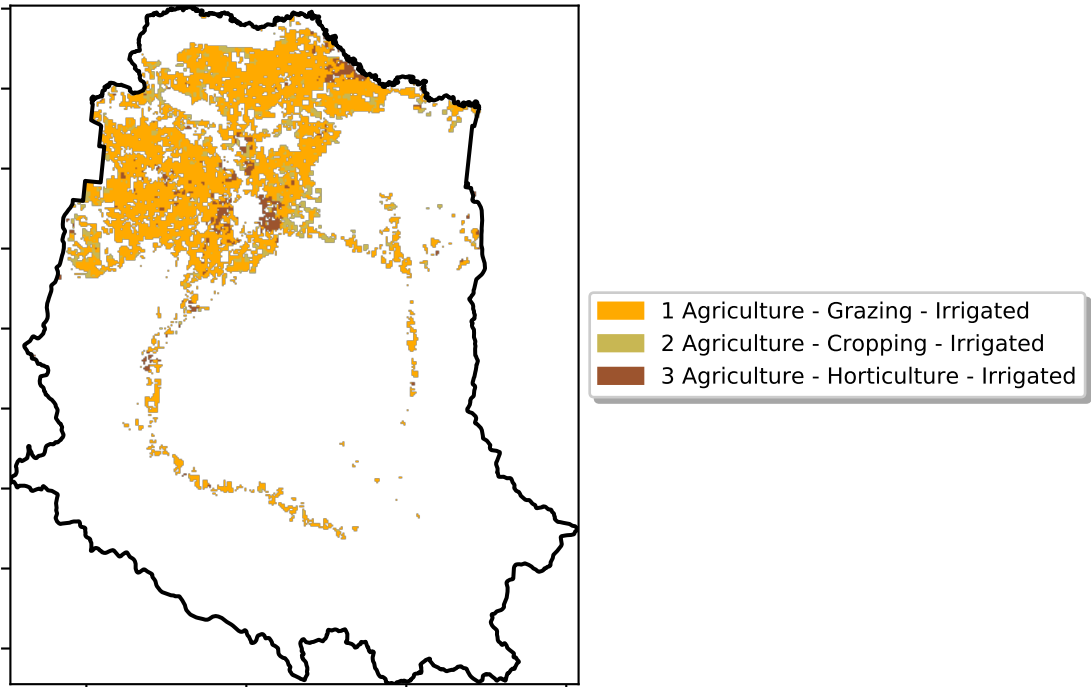 1 Agriculture - Grazing - Irrigated
2 Agriculture - Cropping - Irrigated
3 Agriculture - Horticulture - Irrigated